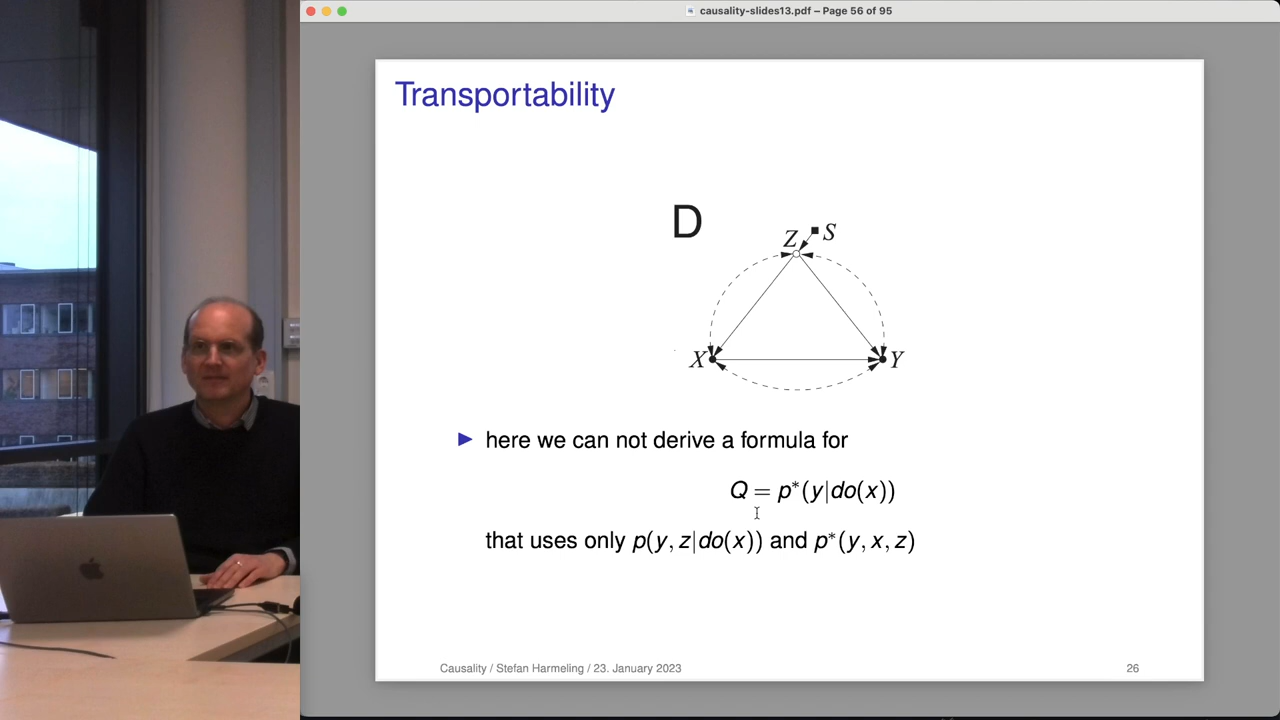 causality-slides13.pdf – Page 56 of 95
Transportability
D
Z S
X Y
here we can not derive a formula for
Q = p*(y|do(x))
that uses only p(y, z|do(x)) and p*(y, x, z)
Causality / Stefan Harmeling / 23. January 2023 26